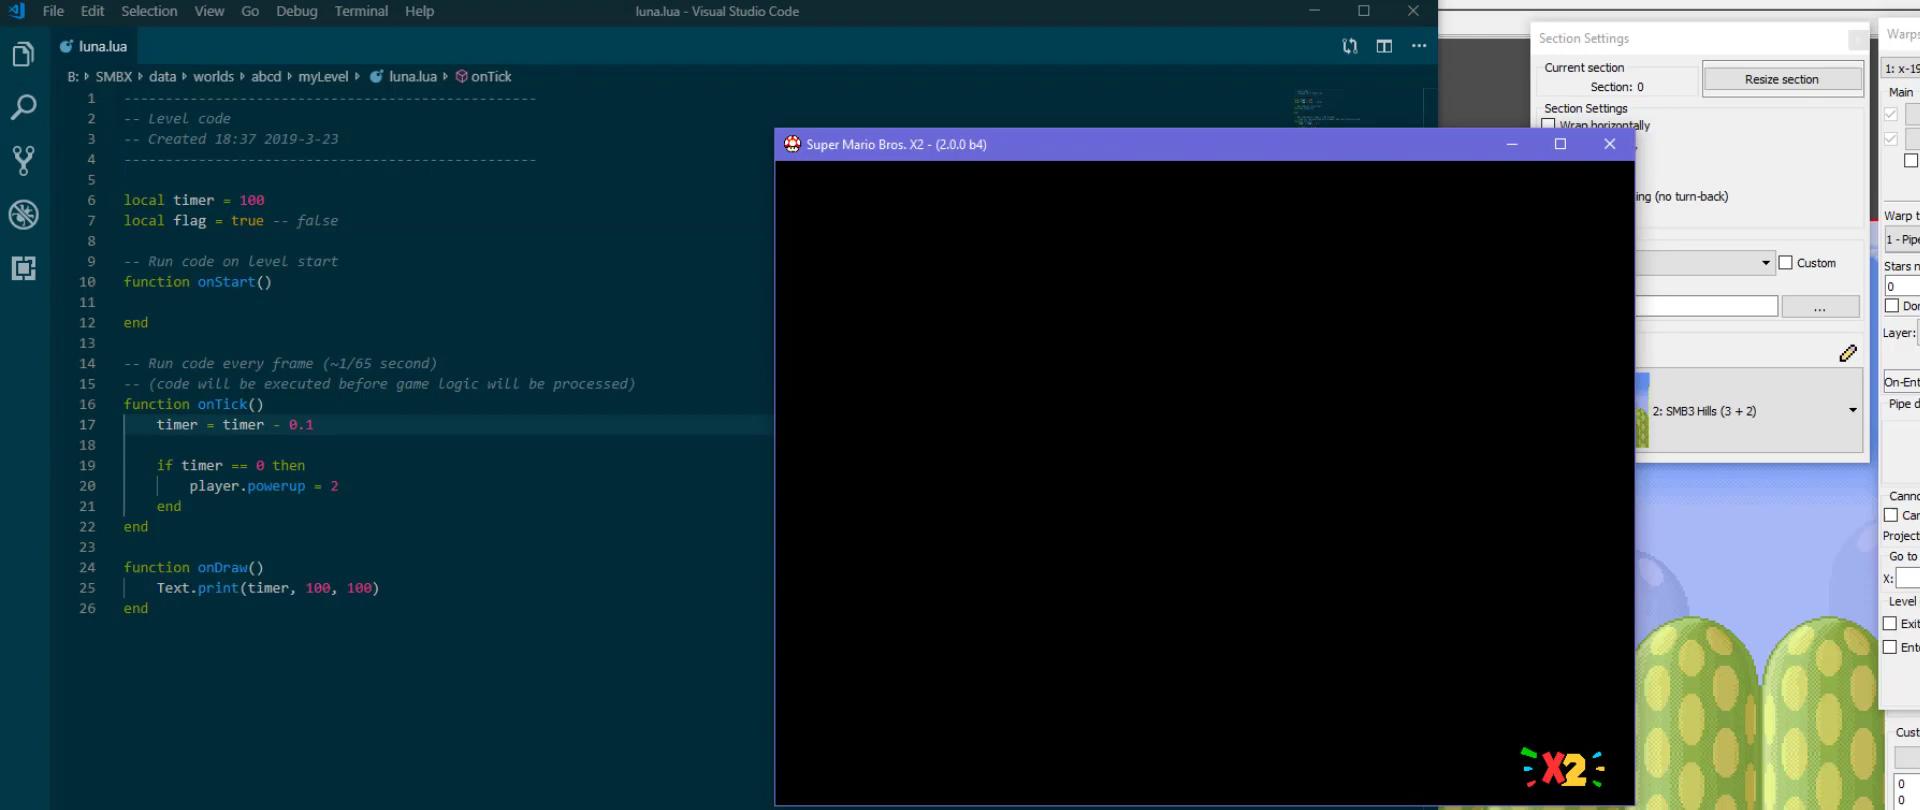 File Edit Selection View Go Debug Terminal Help
luna.lua - Visual Studio Code
luna.lua
B: SMBX data worlds abcd myLevel luna.lua onTick
1 --------------------------------------------------
2 -- Level code
3 -- Created 18:37 2019-3-23
4 --------------------------------------------------
5
6 local timer = 100
7 local flag = true -- false
8
9 -- Run code on level start
10 function onStart()
11
12 end
13
14 -- Run code every frame (~1/65 second)
15 -- (code will be executed before game logic will be processed)
16 function onTick()
17 timer = timer - 0.1
18
19 if timer == 0 then
20 player.powerup = 2
21 end
22 end
23
24 function onDraw()
25 Text.print(timer, 100, 100)
26 end
Super Mario Bros. X2 - (2.0.0 b4)
X2
Section Settings
Current section
Section: 0
Resize section
Section Settings
Wrap horizontally
ing (no turn-back)
Custom
...
2: SMB3 Hills (3 + 2)
Warps
1: x-19
Main
Warp t
1 - Pipe
Stars n
0
Don
Layer:
On-Ent
Pipe d
Canno
Can
Project
Go to
X:
Level
Exit
Ente
Cust
0
0